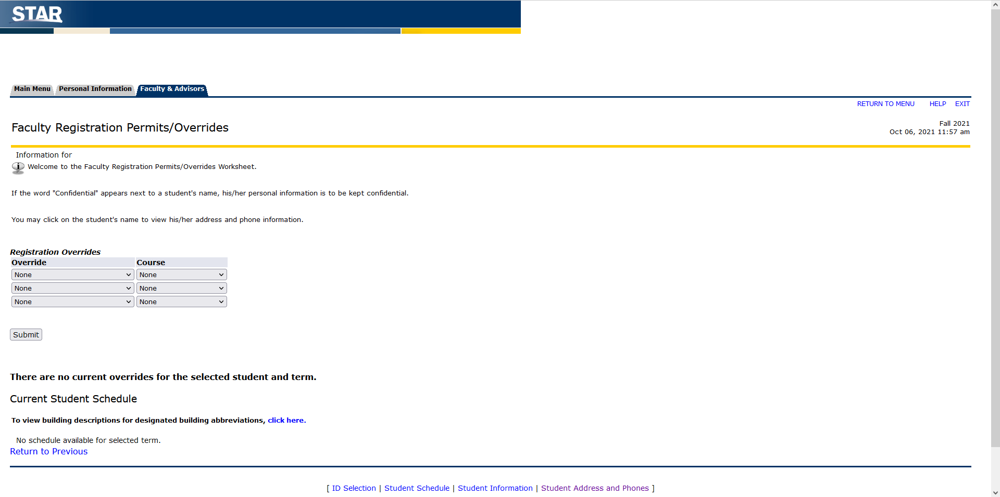 STAR
Main Menu Personal Information Faculty & Advisors
RETURN TO MENU HELP EXIT
Faculty Registration Permits/Overrides
Fall 2021
Oct 06, 2021 11:57 am
Information for
Welcome to the Faculty Registration Permits/Overrides Worksheet.
If the word "Confidential" appears next to a student's name, his/her personal information is to be kept confidential.
You may click on the student's name to view his/her address and phone information.
Registration Overrides
Override Course
None None
None None
None None
Submit
There are no current overrides for the selected student and term.
Current Student Schedule
To view building descriptions for designated building abbreviations, click here.
No schedule available for selected term.
Return to Previous
[ ID Selection | Student Schedule | Student Information | Student Address and Phones ]